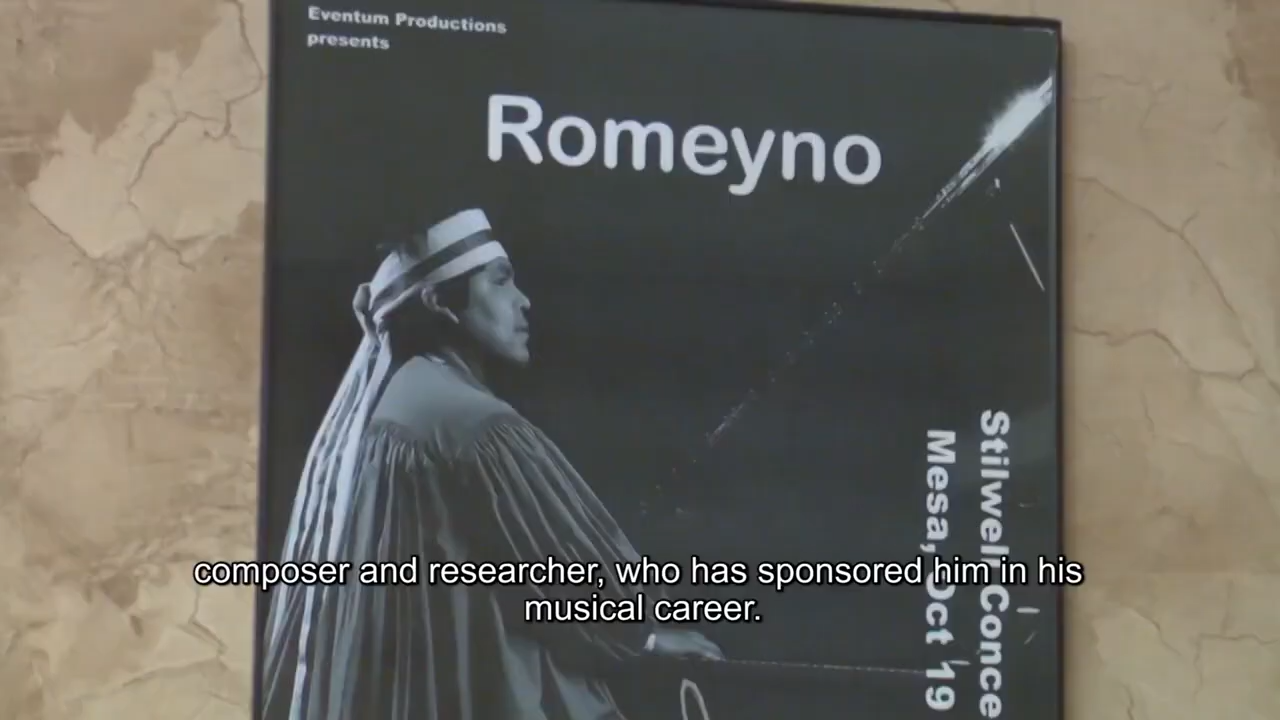 Eventum Productions
presents
Romeyno
Stilwell Conce
Mesa, Oct 19
composer and researcher, who has sponsored him in his
musical career.